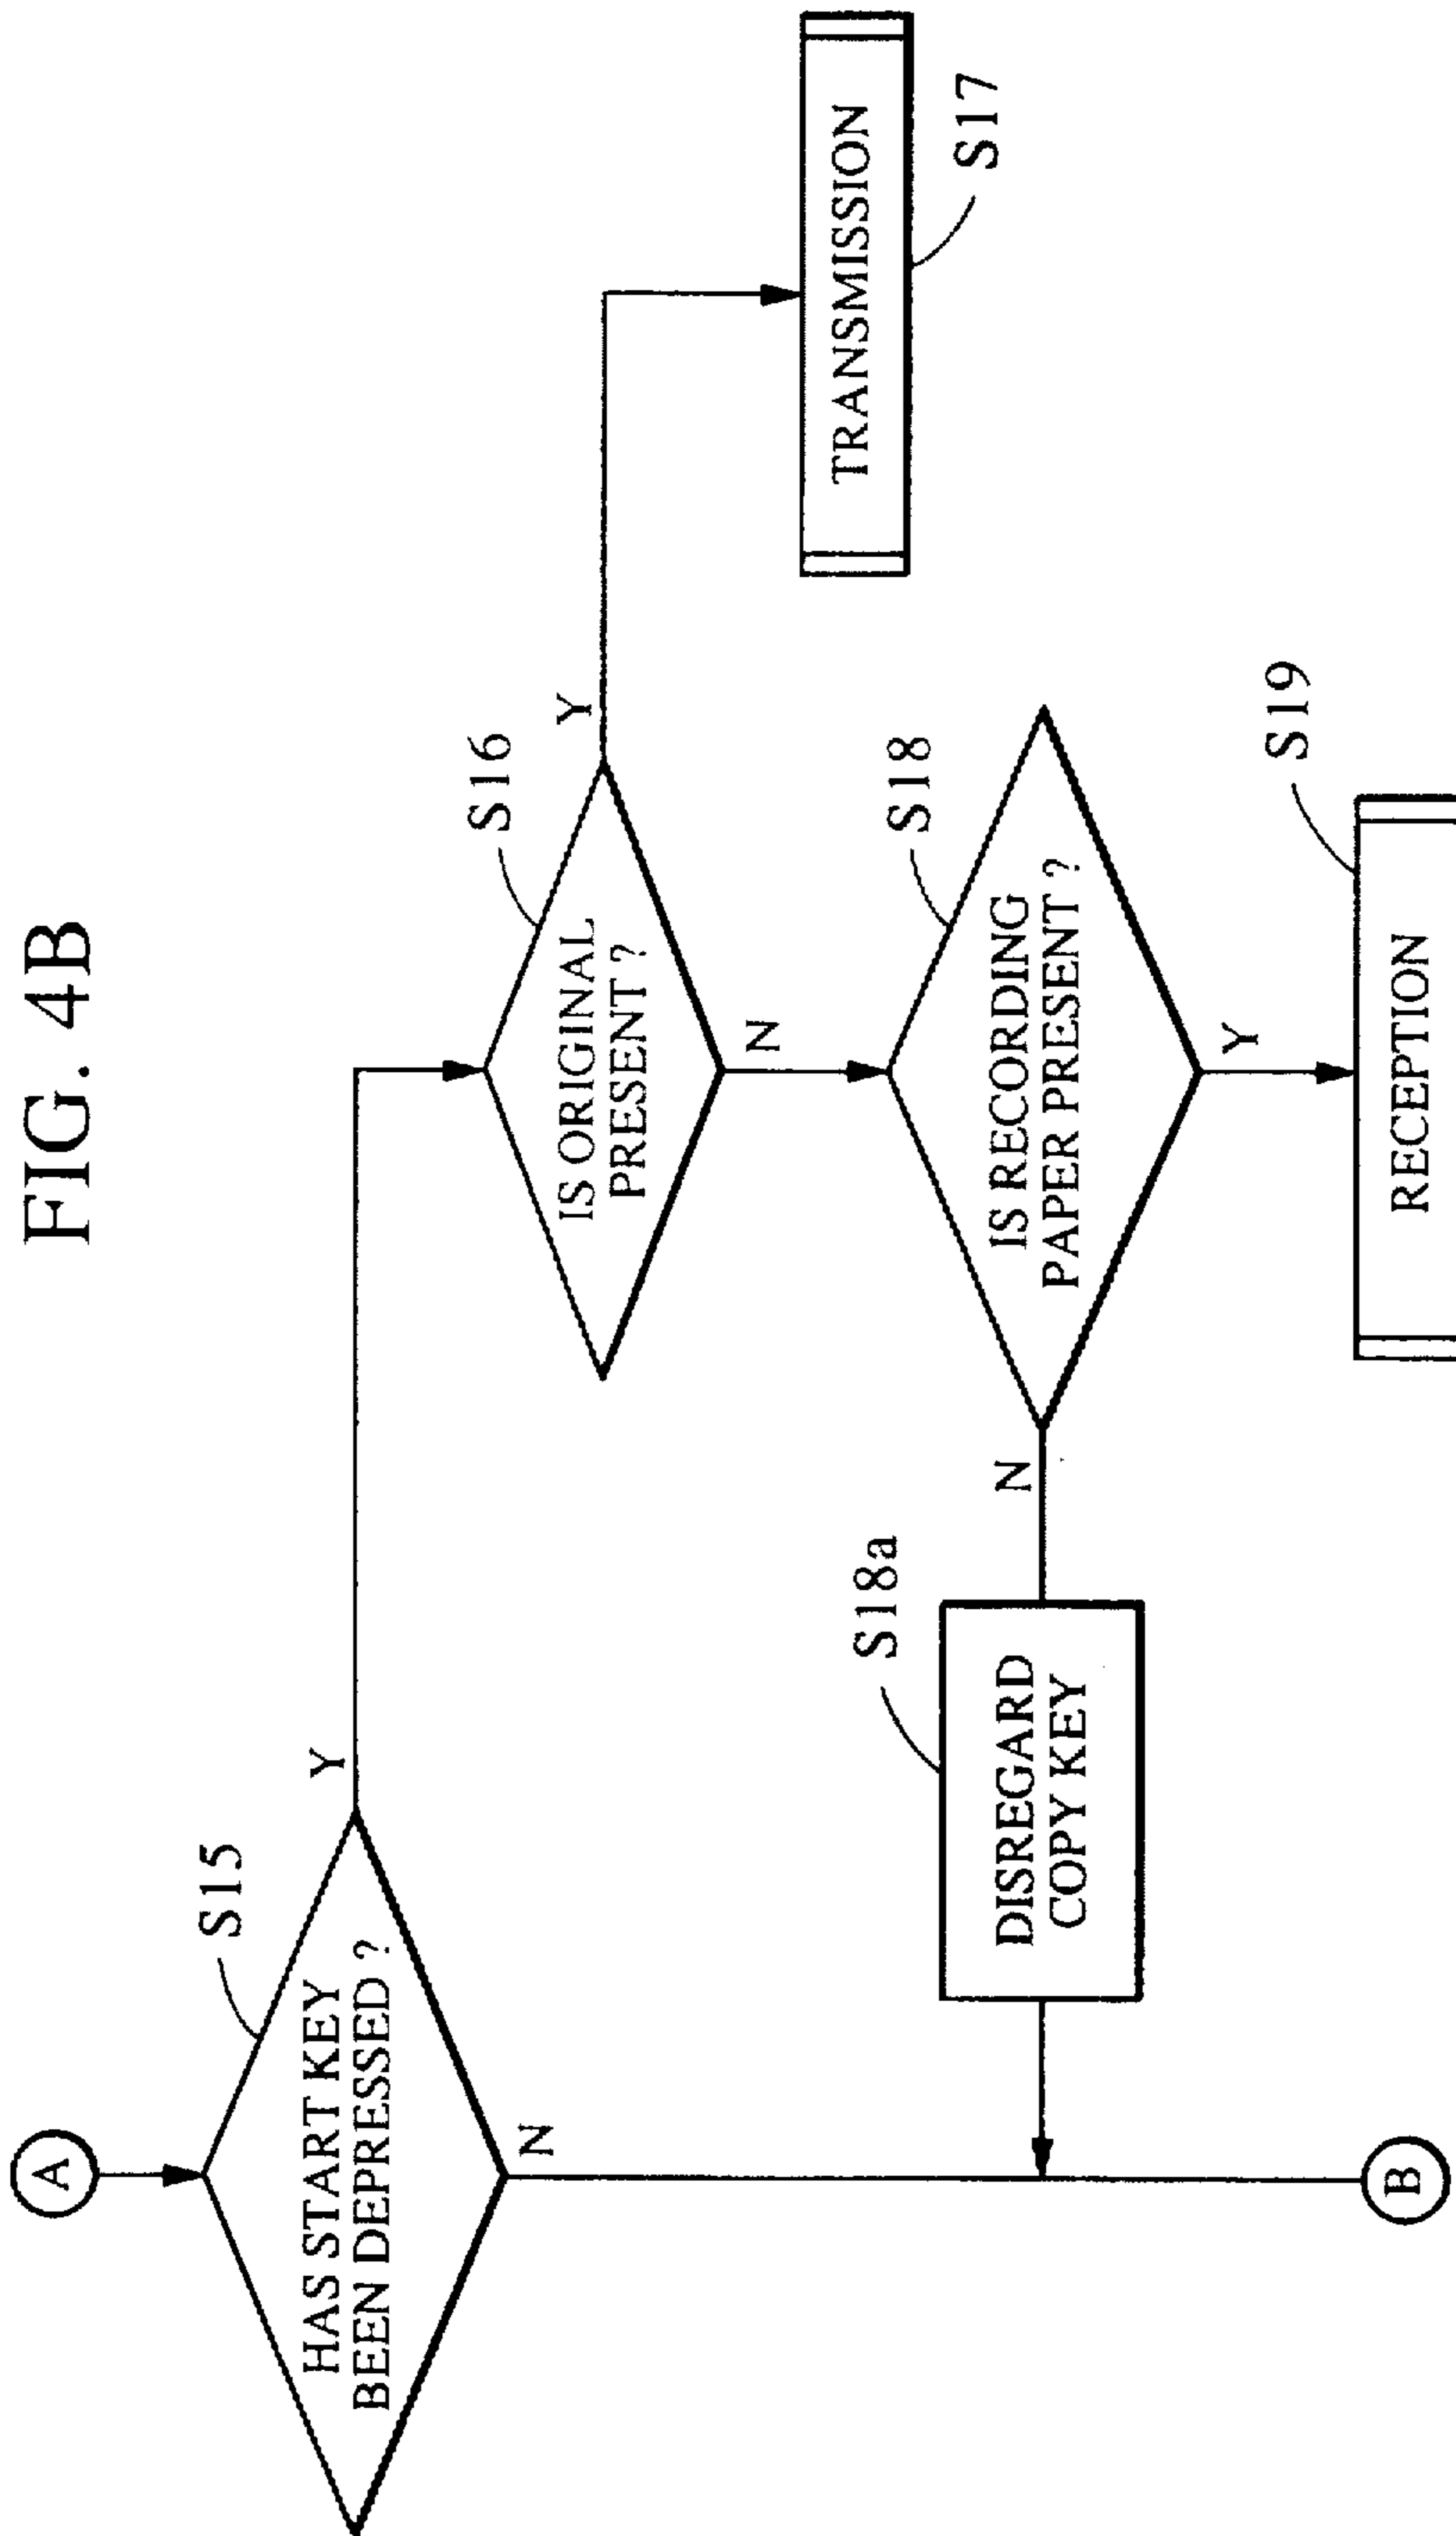 FIG. 4B
A
S15
HAS START KEY
BEEN DEPRESSED ?
Y
N
S16
IS ORIGINAL
PRESENT ?
Y
N
TRANSMISSION
S17
S18
IS RECORDING
PAPER PRESENT ?
N
Y
S18a
DISREGARD
COPY KEY
S19
RECEPTION
B